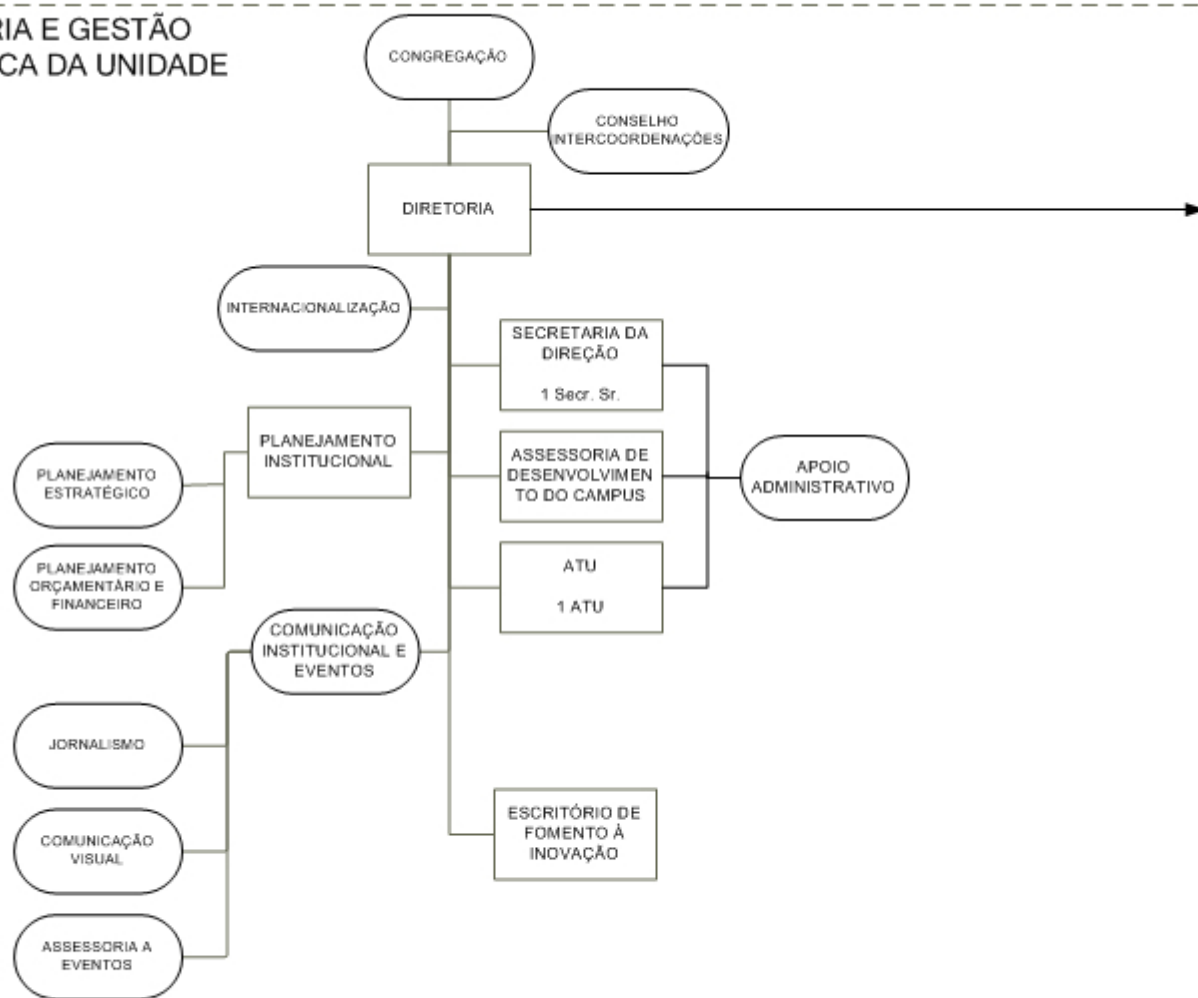 RIA E GESTÃO
CA DA UNIDADE
CONGREGAÇÃO
CONSELHO
INTERCOORDENAÇÕES
DIRETORIA
INTERNACIONALIZAÇÃO
SECRETARIA DA
DIREÇÃO
1 Secr. Sr.
PLANEJAMENTO
INSTITUCIONAL
ASSESSORIA DE
DESENVOLVIMEN
TO DO CAMPUS
APOIO
ADMINISTRATIVO
PLANEJAMENTO
ESTRATÉGICO
PLANEJAMENTO
ORÇAMENTÁRIO E
FINANCEIRO
ATU
1 ATU
COMUNICAÇÃO
INSTITUCIONAL E
EVENTOS
JORNALISMO
COMUNICAÇÃO
VISUAL
ASSESSORIA A
EVENTOS
ESCRITÓRIO DE
FOMENTO À
INOVAÇÃO